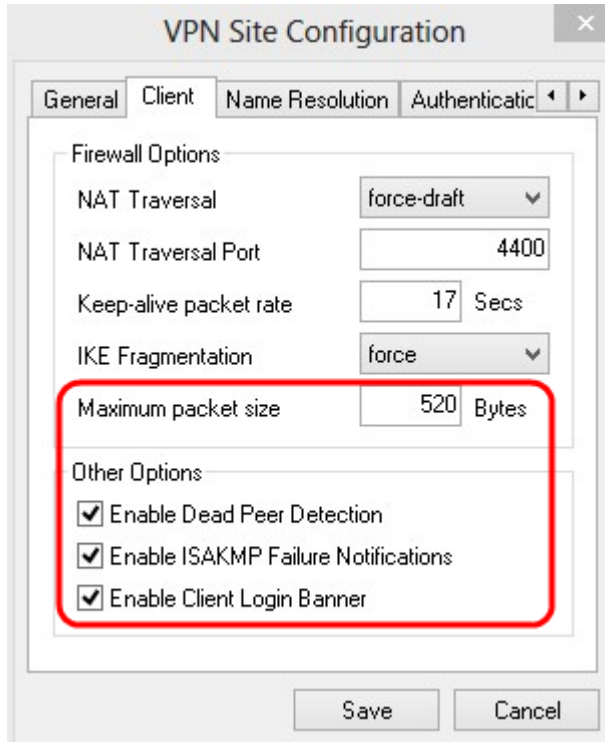 VPN Site Configuration
General Client Name Resolution
Firewall Options
NAT Traversal force-draft
NAT Traversal Port 4400
Keep-alive packet rate 17 Secs
IKE Fragmentation force
Maximum packet size 520 Bytes
Other Options
Enable Dead Peer Detection
Enable ISAKMP Failure Notifications
Enable Client Login Banner
Save Cancel